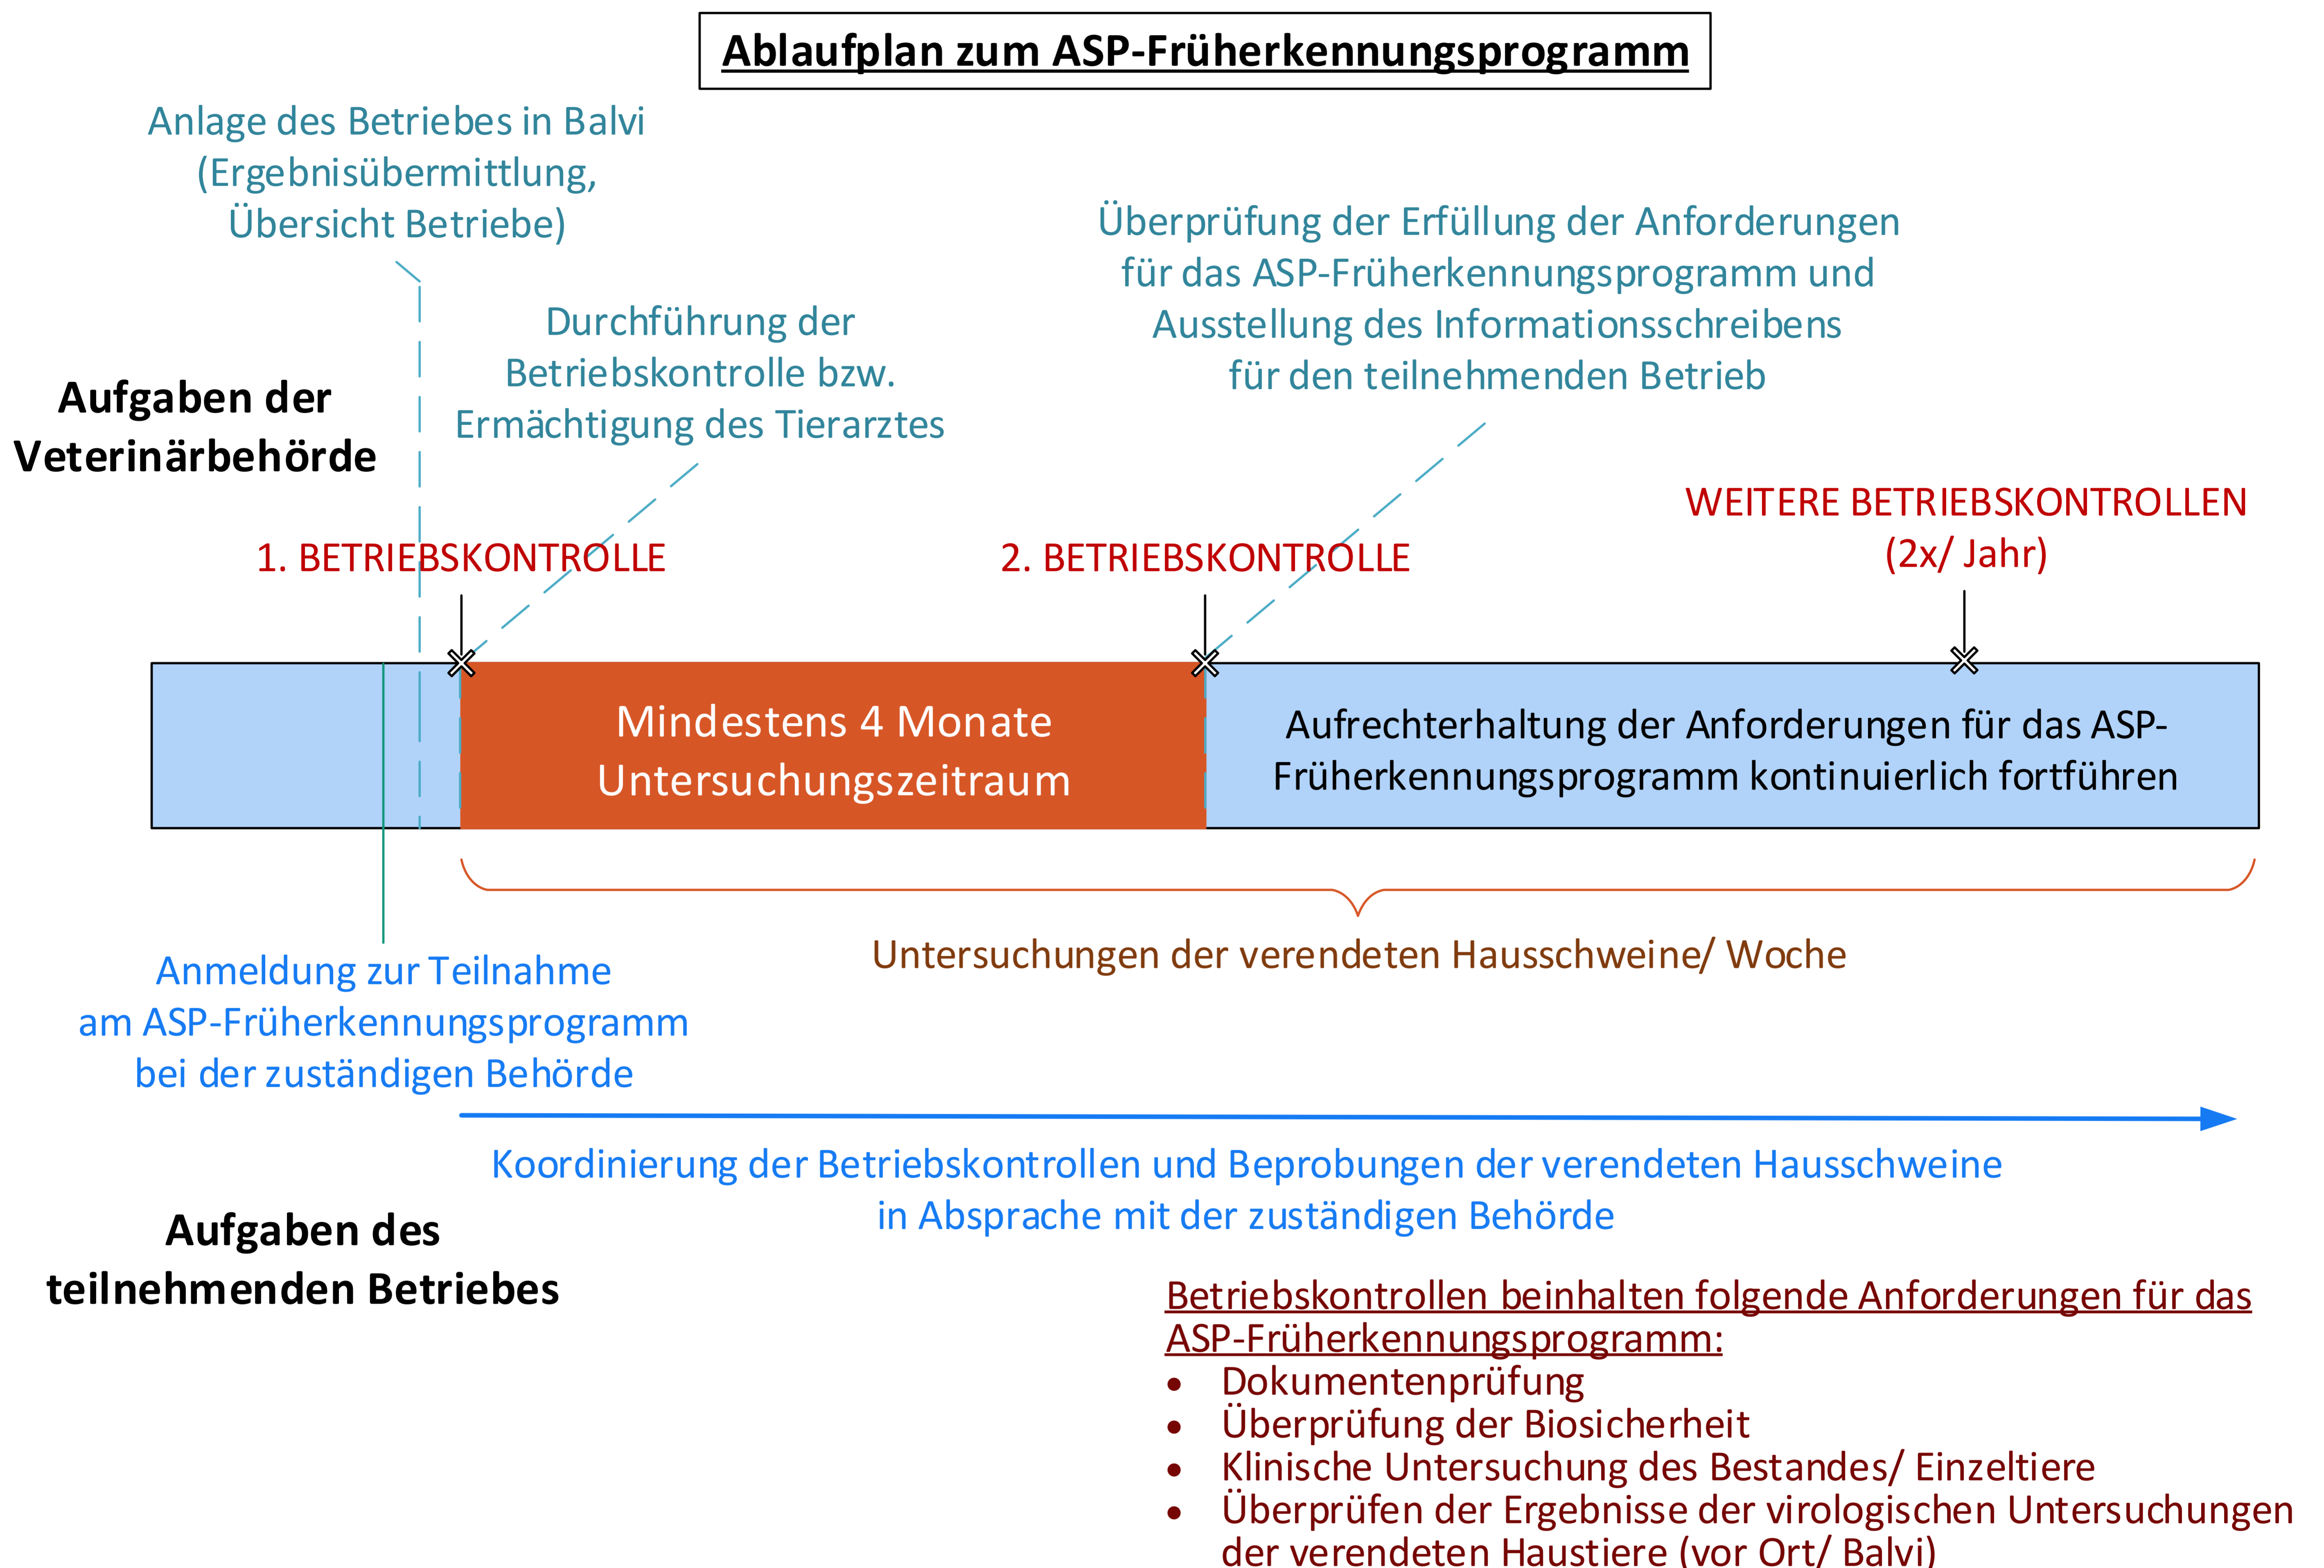 Ablaufplan zum ASP-Früherkennungsprogramm
Anlage des Betriebes in Balvi
(Ergebnisübermittlung,
Übersicht Betriebe)
Überprüfung der Erfüllung der Anforderungen
für das ASP-Früherkennungsprogramm und
Ausstellung des Informationsschreibens
für den teilnehmenden Betrieb
Durchführung der
Betriebskontrolle bzw.
Ermächtigung des Tierarztes
Aufgaben der
Veterinärbehörde
WEITERE BETRIEBSKONTROLLEN
(2x/ Jahr)
1. BETRIEBSKONTROLLE
2. BETRIEBSKONTROLLE
Mindestens 4 Monate
Untersuchungszeitraum
Aufrechterhaltung der Anforderungen für das ASP-
Früherkennungsprogramm kontinuierlich fortführen
Untersuchungen der verendeten Hausschweine/ Woche
Anmeldung zur Teilnahme
am ASP-Früherkennungsprogramm
bei der zuständigen Behörde
Koordinierung der Betriebskontrollen und Beprobungen der verendeten Hausschweine
in Absprache mit der zuständigen Behörde
Aufgaben des
teilnehmenden Betriebes
Betriebskontrollen beinhalten folgende Anforderungen für das
ASP-Früherkennungsprogramm:
• Dokumentenprüfung
• Überprüfung der Biosicherheit
• Klinische Untersuchung des Bestandes/ Einzeltiere
• Überprüfen der Ergebnisse der virologischen Untersuchungen
der verendeten Haustiere (vor Ort/ Balvi)